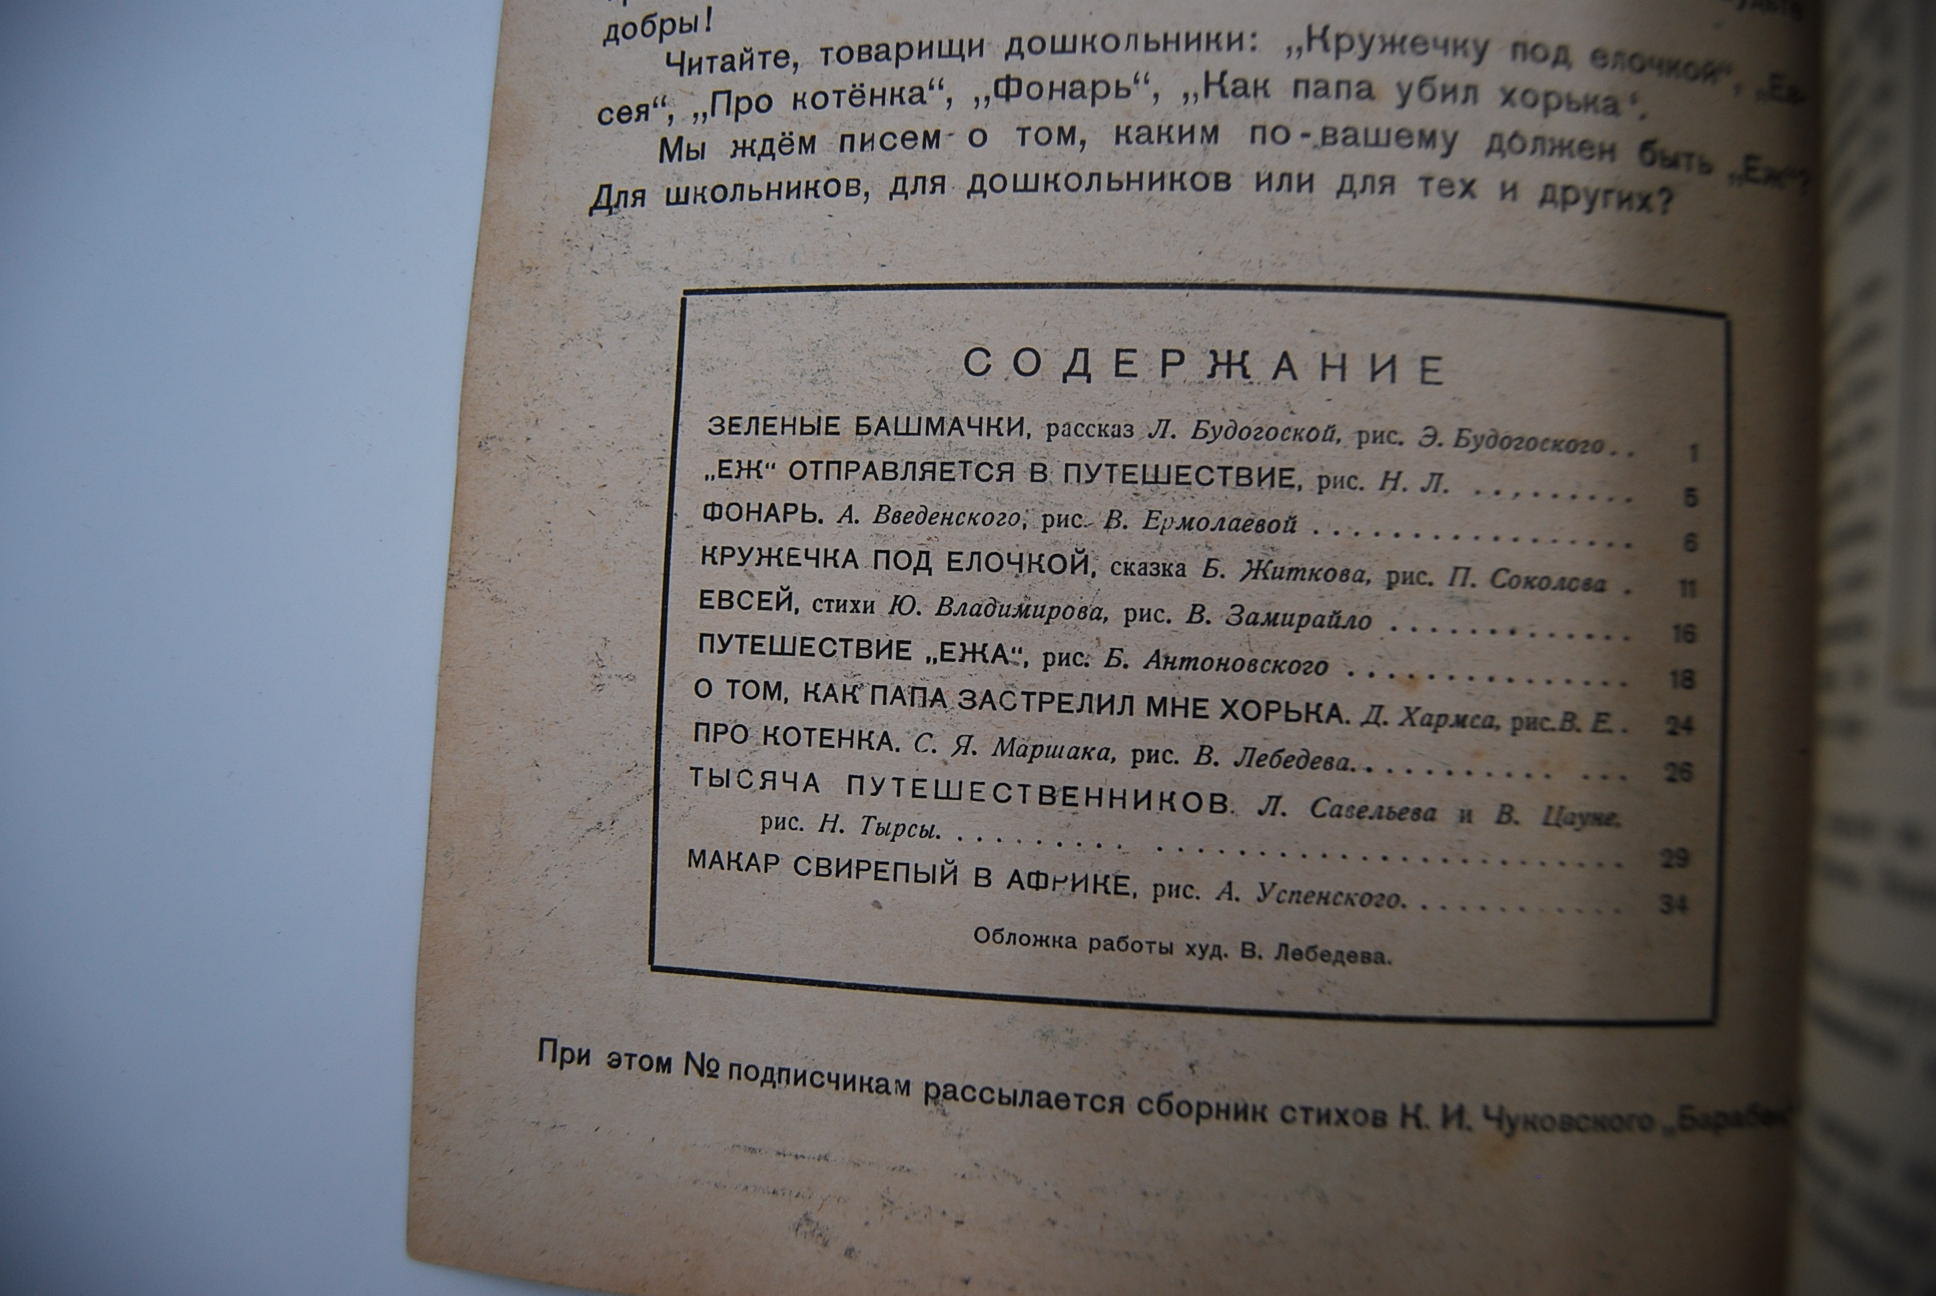 добры!
Читайте, товарищи дошкольники: „Кружечку под елочкой“, „Ев-
сея“, „Про котёнка“, „Фонарь“, „Как папа убил хорька“.
Мы ждём писем о том, каким по-вашему должен быть „Еж“?
Для школьников, для дошкольников или для тех и других?
СОДЕРЖАНИЕ
ЗЕЛЕНЫЕ БАШМАЧКИ, рассказ Л. Будогоской, рис. Э. Будогоского . . 1
„ЕЖ“ ОТПРАВЛЯЕТСЯ В ПУТЕШЕСТВИЕ, рис. Н. Л. . . . . . . . . . 5
ФОНАРЬ. А. Введенского, рис. В. Ермолаевой . . . . . . . . . . . . . . . . . 6
КРУЖЕЧКА ПОД ЕЛОЧКОЙ, сказка Б. Житкова, рис. П. Соколова . 11
ЕВСЕЙ, стихи Ю. Владимирова, рис. В. Замирайло . . . . . . . . . . . . . 16
ПУТЕШЕСТВИЕ „ЕЖА“, рис. Б. Антоновского . . . . . . . . . . . . . . . 18
О ТОМ, КАК ПАПА ЗАСТРЕЛИЛ МНЕ ХОРЬКА. Д. Хармса, рис. В. Е. . 24
ПРО КОТЕНКА. С. Я. Маршака, рис. В. Лебедева. . . . . . . . . . . . . . 26
ТЫСЯЧА ПУТЕШЕСТВЕННИКОВ. Л. Савельева и В. Цауне,
рис. Н. Тырсы. . . . . . . . . . . . . . . . . . . . . . . . . . . . . . . . . . . 29
МАКАР СВИРЕПЫЙ В АФРИКЕ, рис. А. Успенского. . . . . . . . . . . . 34
Обложка работы худ. В. Лебедева.
При этом № подписчикам рассылается сборник стихов К. И. Чуковского